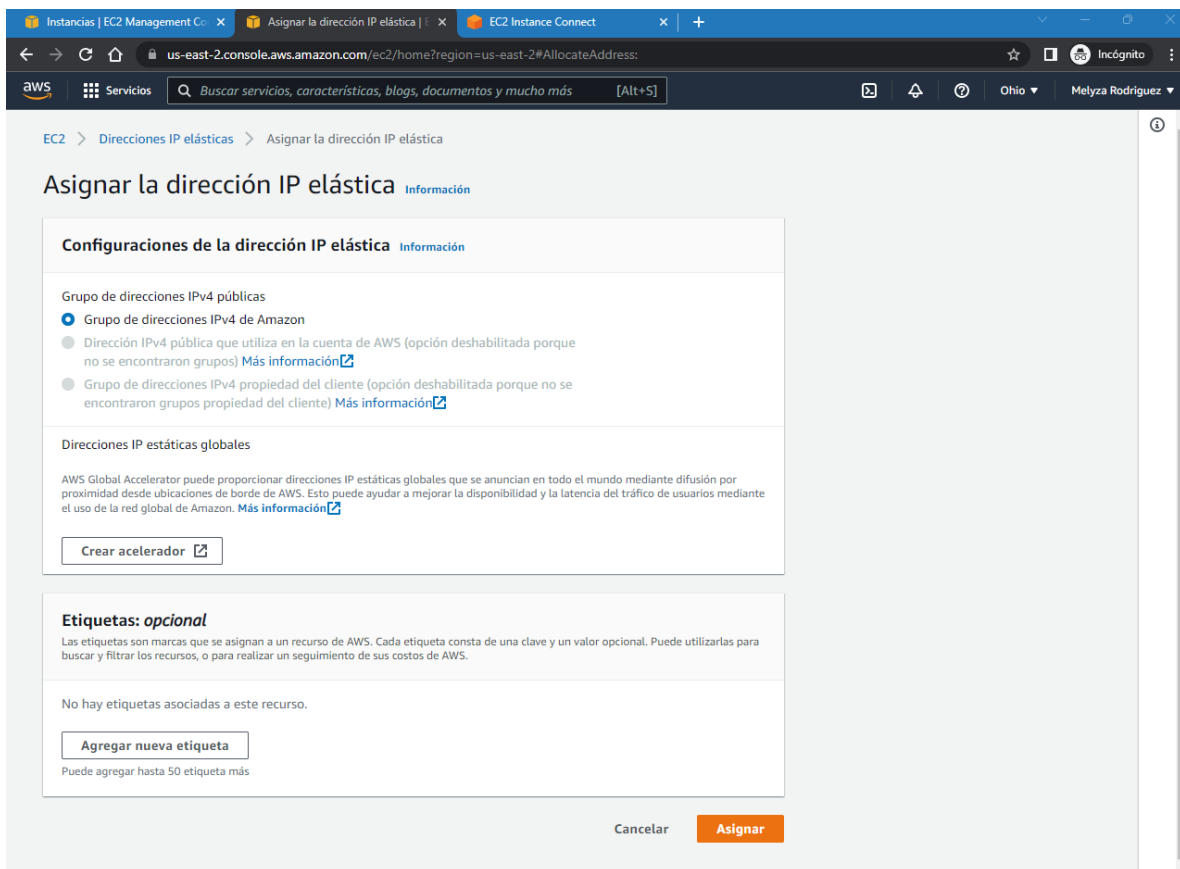 Instancias | EC2 Management Co
Asignar la dirección IP elástica | E
EC2 Instance Connect
us-east-2.console.aws.amazon.com/ec2/home?region=us-east-2#AllocateAddress:
Incógnito
aws
Servicios
Buscar servicios, características, blogs, documentos y mucho más [Alt+S]
Ohio
Melyza Rodriguez
EC2 > Direcciones IP elásticas > Asignar la dirección IP elástica
Asignar la dirección IP elástica Información
Configuraciones de la dirección IP elástica Información
Grupo de direcciones IPv4 públicas
Grupo de direcciones IPv4 de Amazon
Dirección IPv4 pública que utiliza en la cuenta de AWS (opción deshabilitada porque
no se encontraron grupos) Más información
Grupo de direcciones IPv4 propiedad del cliente (opción deshabilitada porque no se
encontraron grupos propiedad del cliente) Más información
Direcciones IP estáticas globales
AWS Global Accelerator puede proporcionar direcciones IP estáticas globales que se anuncian en todo el mundo mediante difusión por
proximidad desde ubicaciones de borde de AWS. Esto puede ayudar a mejorar la disponibilidad y la latencia del tráfico de usuarios mediante
el uso de la red global de Amazon. Más información
Crear acelerador
Etiquetas: opcional
Las etiquetas son marcas que se asignan a un recurso de AWS. Cada etiqueta consta de una clave y un valor opcional. Puede utilizarlas para
buscar y filtrar los recursos, o para realizar un seguimiento de sus costos de AWS.
No hay etiquetas asociadas a este recurso.
Agregar nueva etiqueta
Puede agregar hasta 50 etiqueta más
Cancelar
Asignar